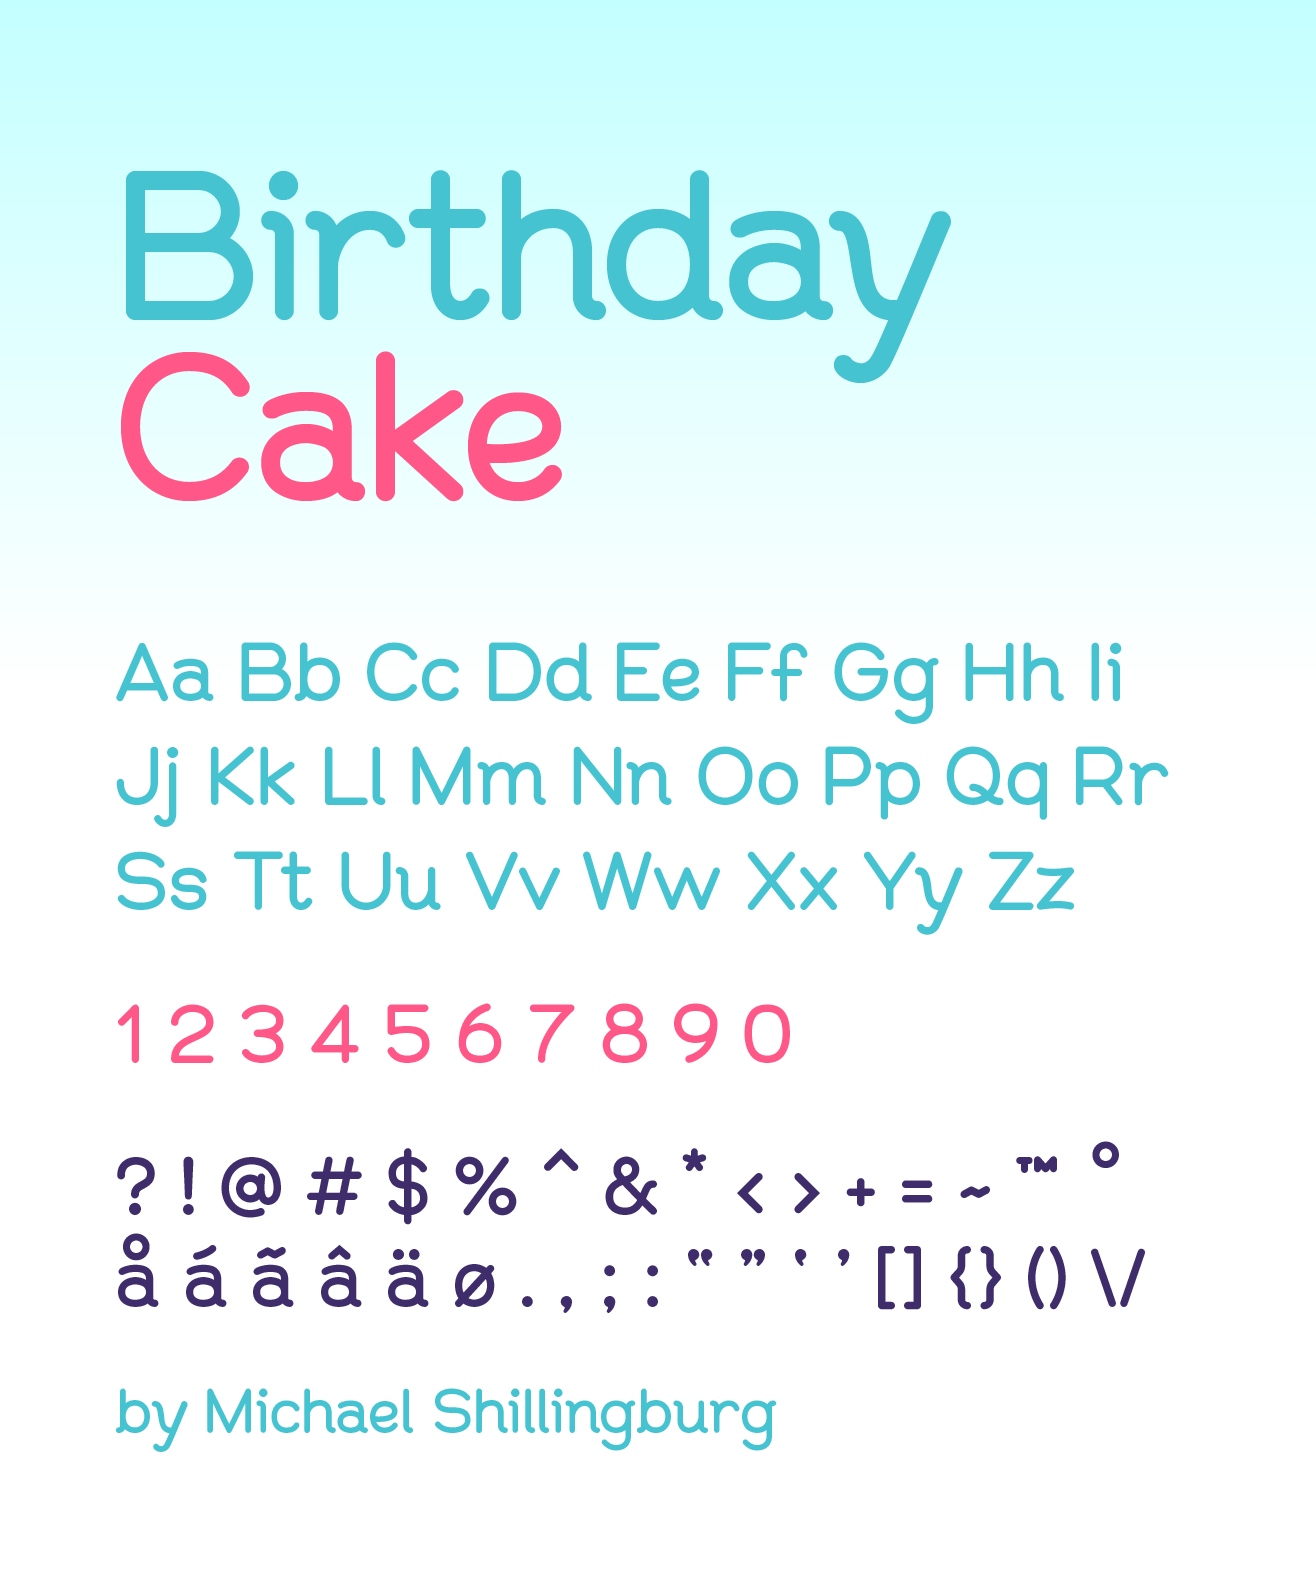 Birthday
Cake
Aa Bb Cc Dd Ee Ff Gg Hh Ii
Jj Kk Ll Mm Nn Oo Pp Qq Rr
Ss Tt Uu Vv Ww Xx Yy Zz
1 2 3 4 5 6 7 8 9 0
? ! @ # $ % ^ & * < > + = ~ ™ °
å á ã â ä ø . , ; : “ ” ‘ ’ [ ] { } ( ) \ /
by Michael Shillingburg